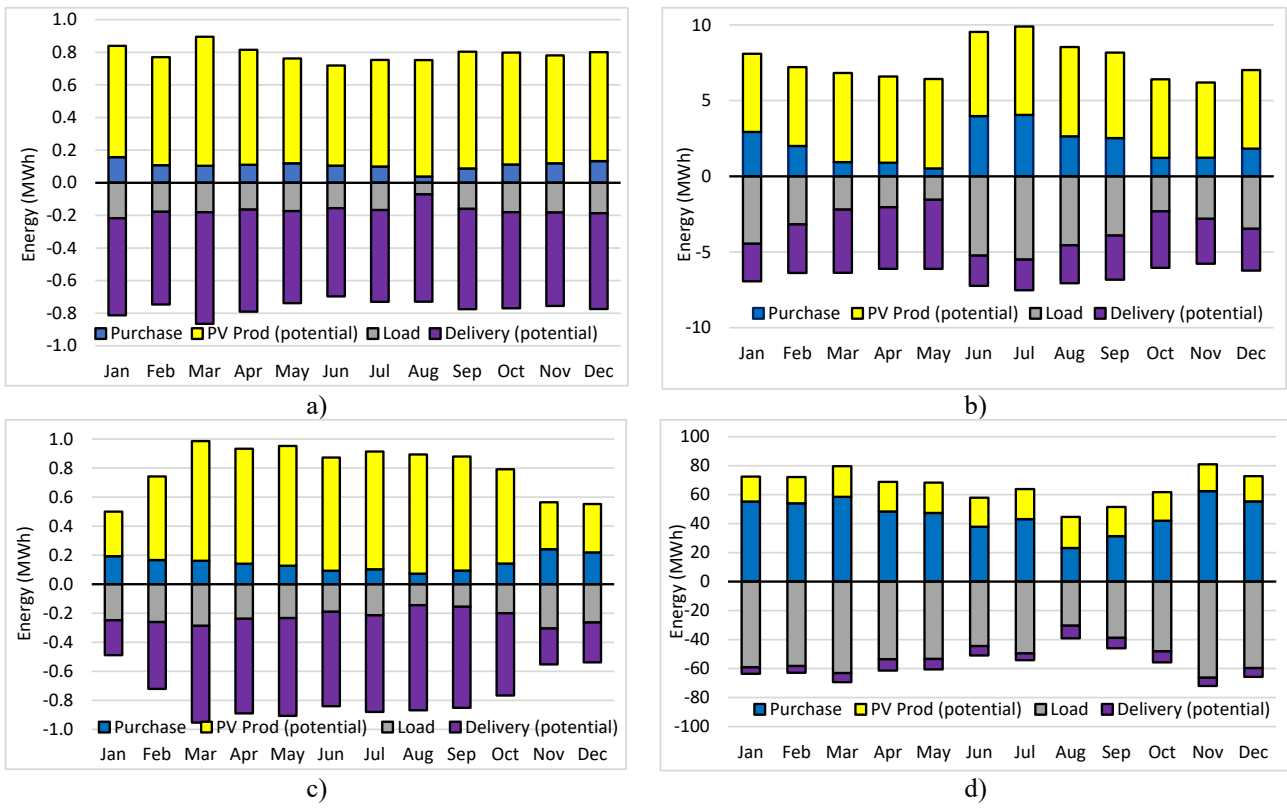 1.0
0.8
0.6
0.4
0.2
0.0
-0.2
-0.4
-0.6
-0.8
-1.0
Energy (MWh)
Purchase PV Prod (potential) Load Delivery (potential)
Jan Feb Mar Apr May Jun Jul Aug Sep Oct Nov Dec
a)
10
5
0
-5
-10
Energy (MWh)
Purchase PV Prod (potential) Load Delivery (potential)
Jan Feb Mar Apr May Jun Jul Aug Sep Oct Nov Dec
b)
1.0
0.8
0.6
0.4
0.2
0.0
-0.2
-0.4
-0.6
-0.8
-1.0
Energy (MWh)
Purchase PV Prod (potential) Load Delivery (potential)
Jan Feb Mar Apr May Jun Jul Aug Sep Oct Nov Dec
c)
100
80
60
40
20
0
-20
-40
-60
-80
-100
Energy (MWh)
Purchase PV Prod (potential) Load Delivery (potential)
Jan Feb Mar Apr May Jun Jul Aug Sep Oct Nov Dec
d)